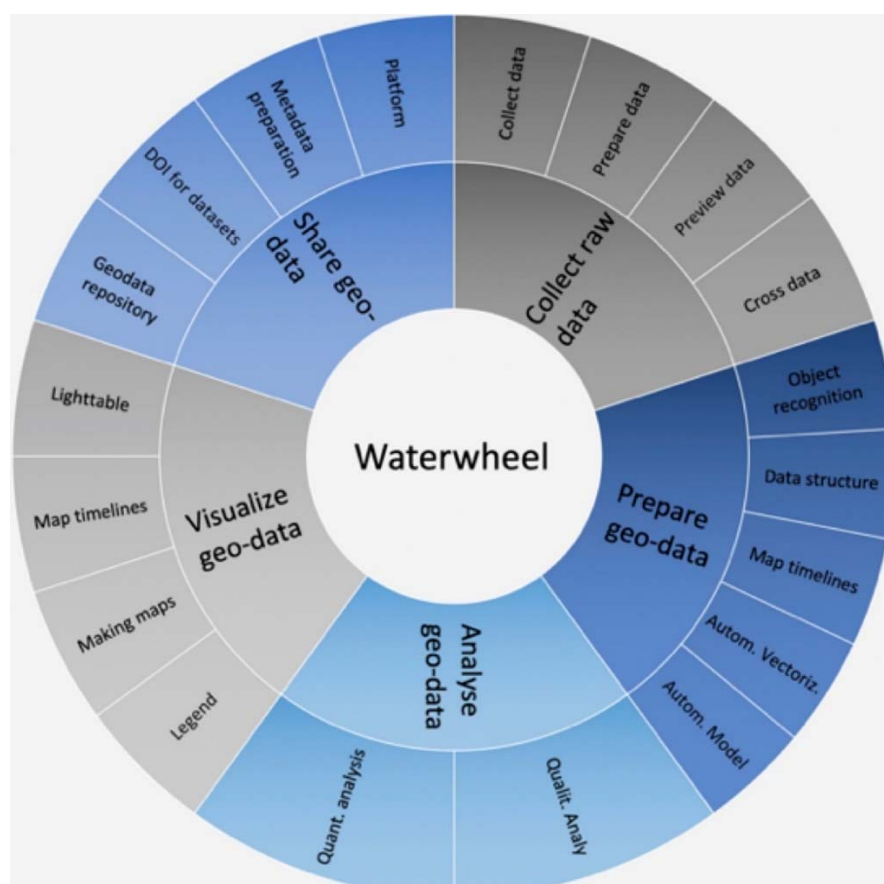 Waterwheel
Collect raw
data
Collect data
Prepare data
Preview data
Cross data
Prepare
geo-data
Object
recognition
Data structure
Map timelines
Autom. Vectoriz.
Autom. Model
Analyse
geo-data
Qualit. Analy
Quant. analysis
Visualize
geo-data
Legend
Making maps
Map timelines
Lighttable
Share geo-
data
Geodata
repository
DOI for datasets
Metadata
preparation
Platform